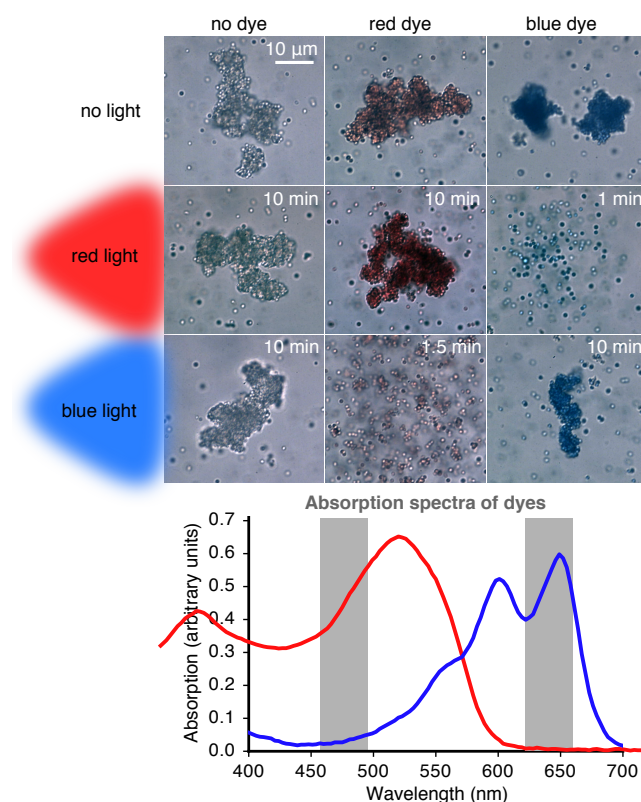 no dye red dye blue dye
10 µm
no light
10 min 10 min 1 min
red light
10 min 1.5 min 10 min
blue light
Absorption spectra of dyes
Absorption (arbitrary units)
0.7
0.6
0.5
0.4
0.3
0.2
0.1
0.0
400 450 500 550 600 650 700
Wavelength (nm)